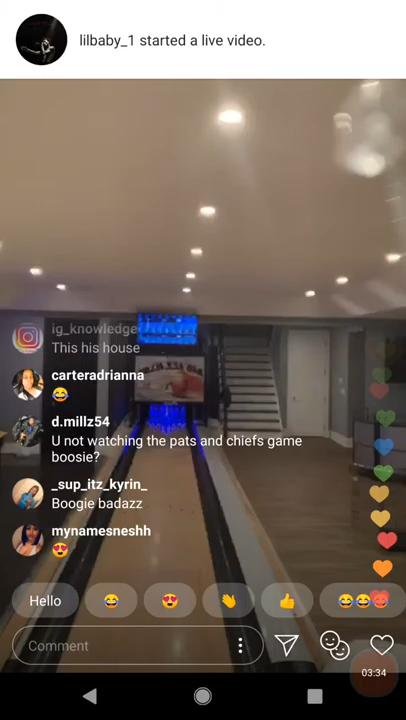 lilbaby_1 started a live video.
ig_knowledge
This his house
carteradrianna
😂
d.millz54
U not watching the pats and chiefs game
boosie?
_sup_itz_kyrin_
Boogie badazz
mynamesneshh
😍
Hello 😂 😍 👏 👍 😂😂
Comment
03:34